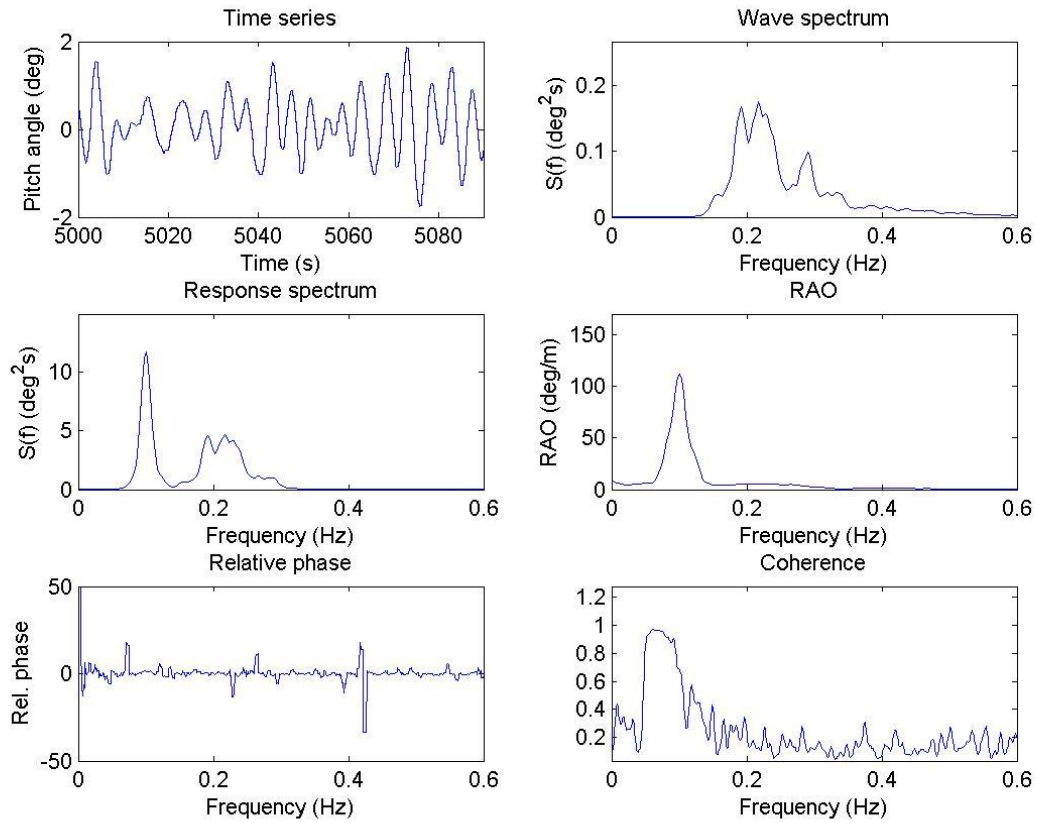 Time series
Pitch angle (deg)
2
0
-2
5000 5020 5040 5060 5080
Time (s)
Wave spectrum
S(f) (deg²s)
0.2
0.1
0
0 0.2 0.4 0.6
Frequency (Hz)
Response spectrum
S(f) (deg²s)
10
5
0
0 0.2 0.4 0.6
Frequency (Hz)
RAO
RAO (deg/m)
150
100
50
0
0 0.2 0.4 0.6
Frequency (Hz)
Relative phase
Rel. phase
50
0
-50
0 0.2 0.4 0.6
Frequency (Hz)
Coherence
1.2
1
0.8
0.6
0.4
0.2
0 0.2 0.4 0.6
Frequency (Hz)